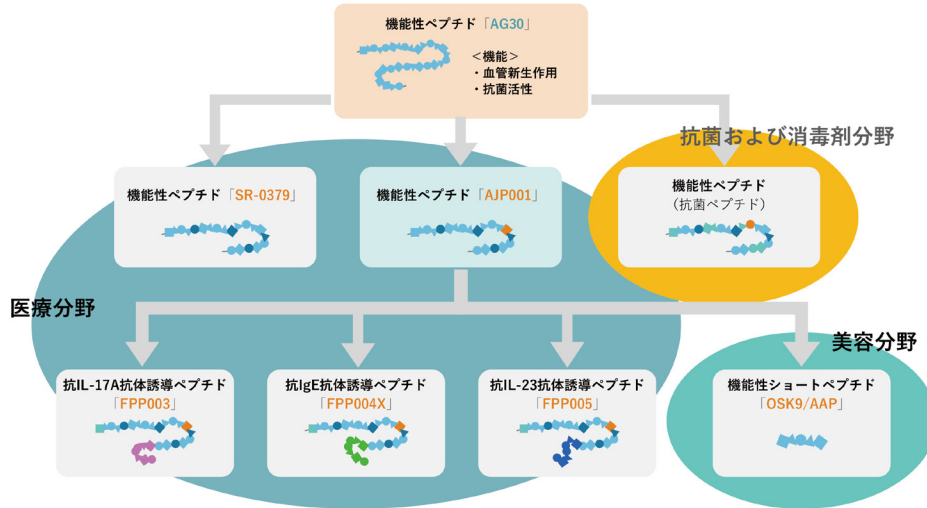 機能性ペプチド「AG30」
＜機能＞
・血管新生作用
・抗菌活性
抗菌および消毒剤分野
機能性ペプチド「SR-0379」
機能性ペプチド「AJP001」
機能性ペプチド
（抗菌ペプチド）
医療分野
美容分野
抗IL-17A抗体誘導ペプチド
「FPP003」
抗IgE抗体誘導ペプチド
「FPP004X」
抗IL-23抗体誘導ペプチド
「FPP005」
機能性ショートペプチド
「OSK9/AAP」